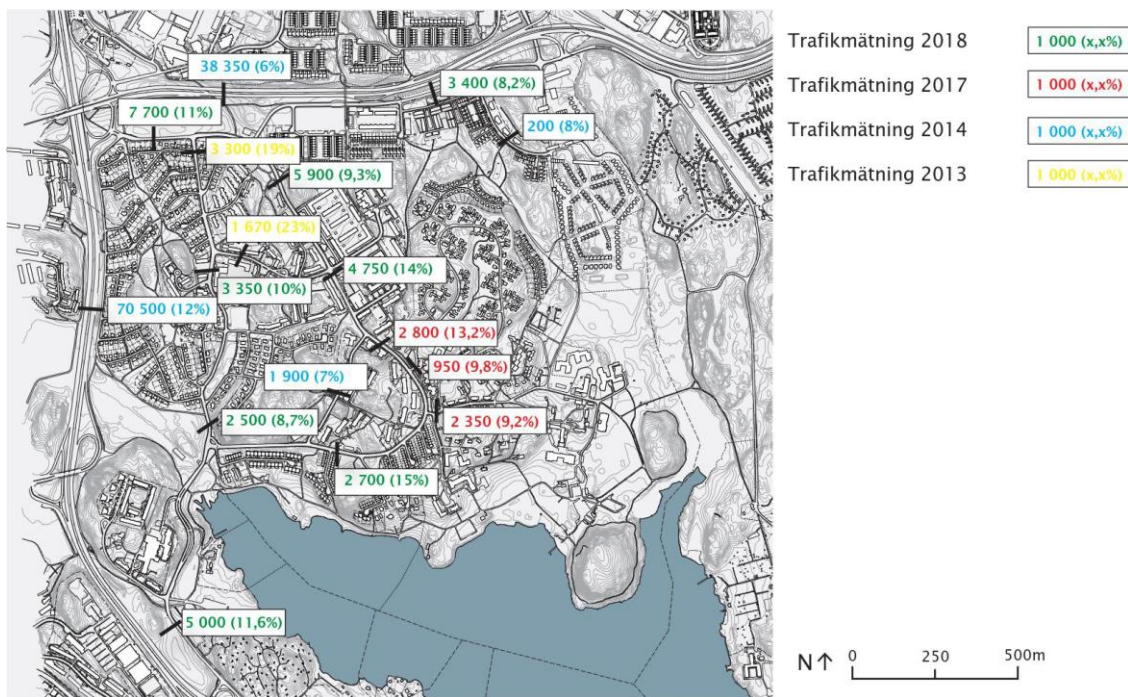 38 350 (6%)
3 400 (8,2%)
7 700 (11%)
200 (8%)
3 300 (19%)
5 900 (9,3%)
1 670 (23%)
4 750 (14%)
3 350 (10%)
70 500 (12%)
2 800 (13,2%)
950 (9,8%)
1 900 (7%)
2 500 (8,7%)
2 350 (9,2%)
2 700 (15%)
5 000 (11,6%)
Trafikmätning 2018 1 000 (x,x%)
Trafikmätning 2017 1 000 (x,x%)
Trafikmätning 2014 1 000 (x,x%)
Trafikmätning 2013 1 000 (x,x%)
N↑ 0 250 500m